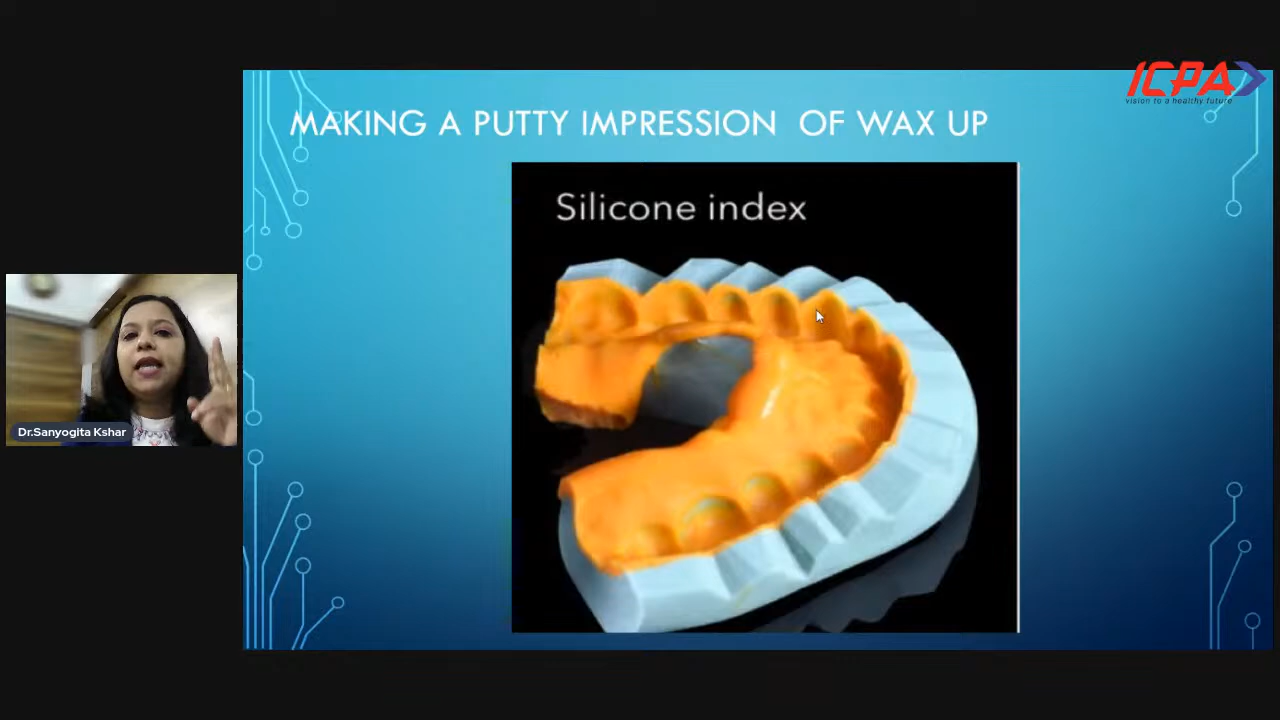 ICPA
vision to a healthy future
MAKING A PUTTY IMPRESSION OF WAX UP
Silicone index
Dr.Sanyogita Kshar